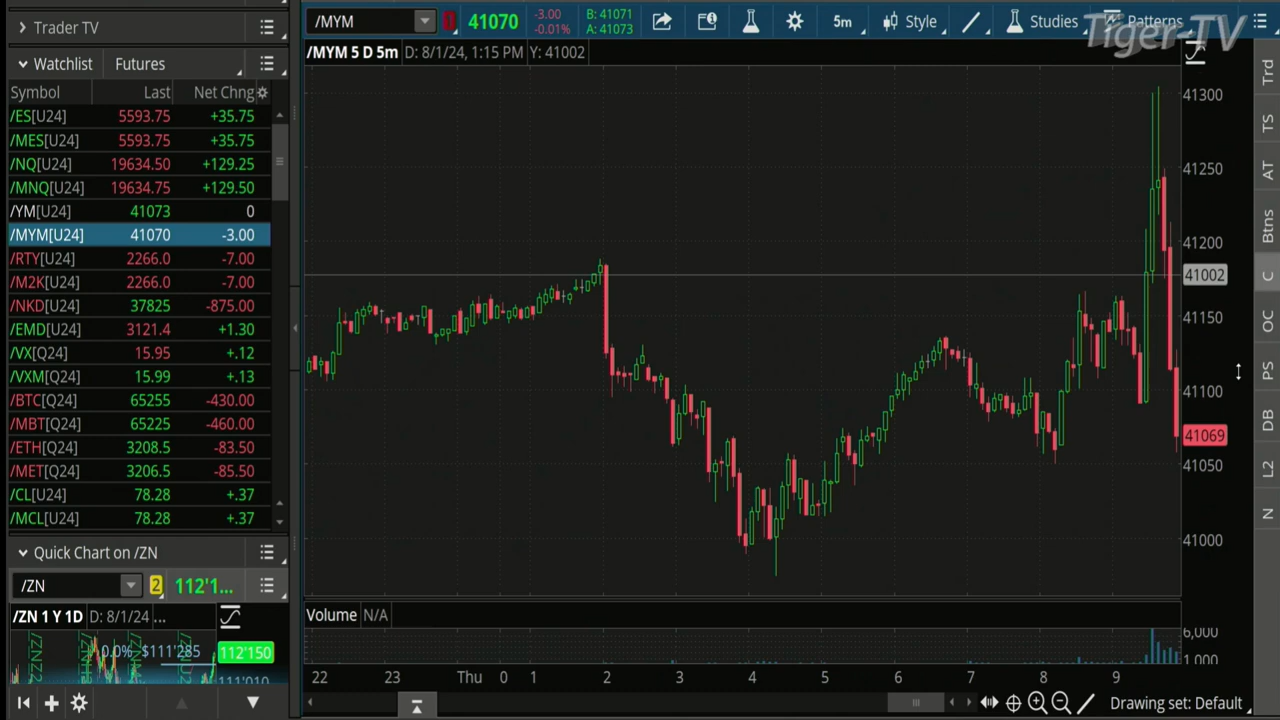 Trader TV
Watchlist Futures
Symbol Last Net Chng
/ES[U24] 5593.75 +35.75
/MES[U24] 5593.75 +35.75
/NQ[U24] 19634.50 +129.25
/MNQ[U24] 19634.75 +129.50
/YM[U24] 41073 0
/MYM[U24] 41070 -3.00
/RTY[U24] 2266.0 -7.00
/M2K[U24] 2266.0 -7.00
/NKD[U24] 37825 -875.00
/EMD[U24] 3121.4 +1.30
/VX[Q24] 15.95 +.12
/VXM[Q24] 15.99 +.13
/BTC[Q24] 65255 -430.00
/MBT[Q24] 65225 -460.00
/ETH[Q24] 3208.5 -83.50
/MET[Q24] 3206.5 -85.50
/CL[U24] 78.28 +.37
/MCL[U24] 78.28 +.37
Quick Chart on /ZN
/ZN 2 112'1...
/ZN 1 Y 1D D: 8/1/24 ...
0.0% $111'285
112'150
111'010
/MYM 41070 -3.00 -0.01% B: 41071 A: 41073 5m Style Studies Patterns
Tiger-TV
/MYM 5 D 5m D: 8/1/24, 1:15 PM Y: 41002
41300
41250
41200
41002
41150
41100
41069
41050
41000
Volume N/A
6,000
1,000
22 23 Thu 0 1 2 3 4 5 6 7 8 9
Drawing set: Default
Trd
TS
AT
Btns
C
OC
PS
DB
L2
N